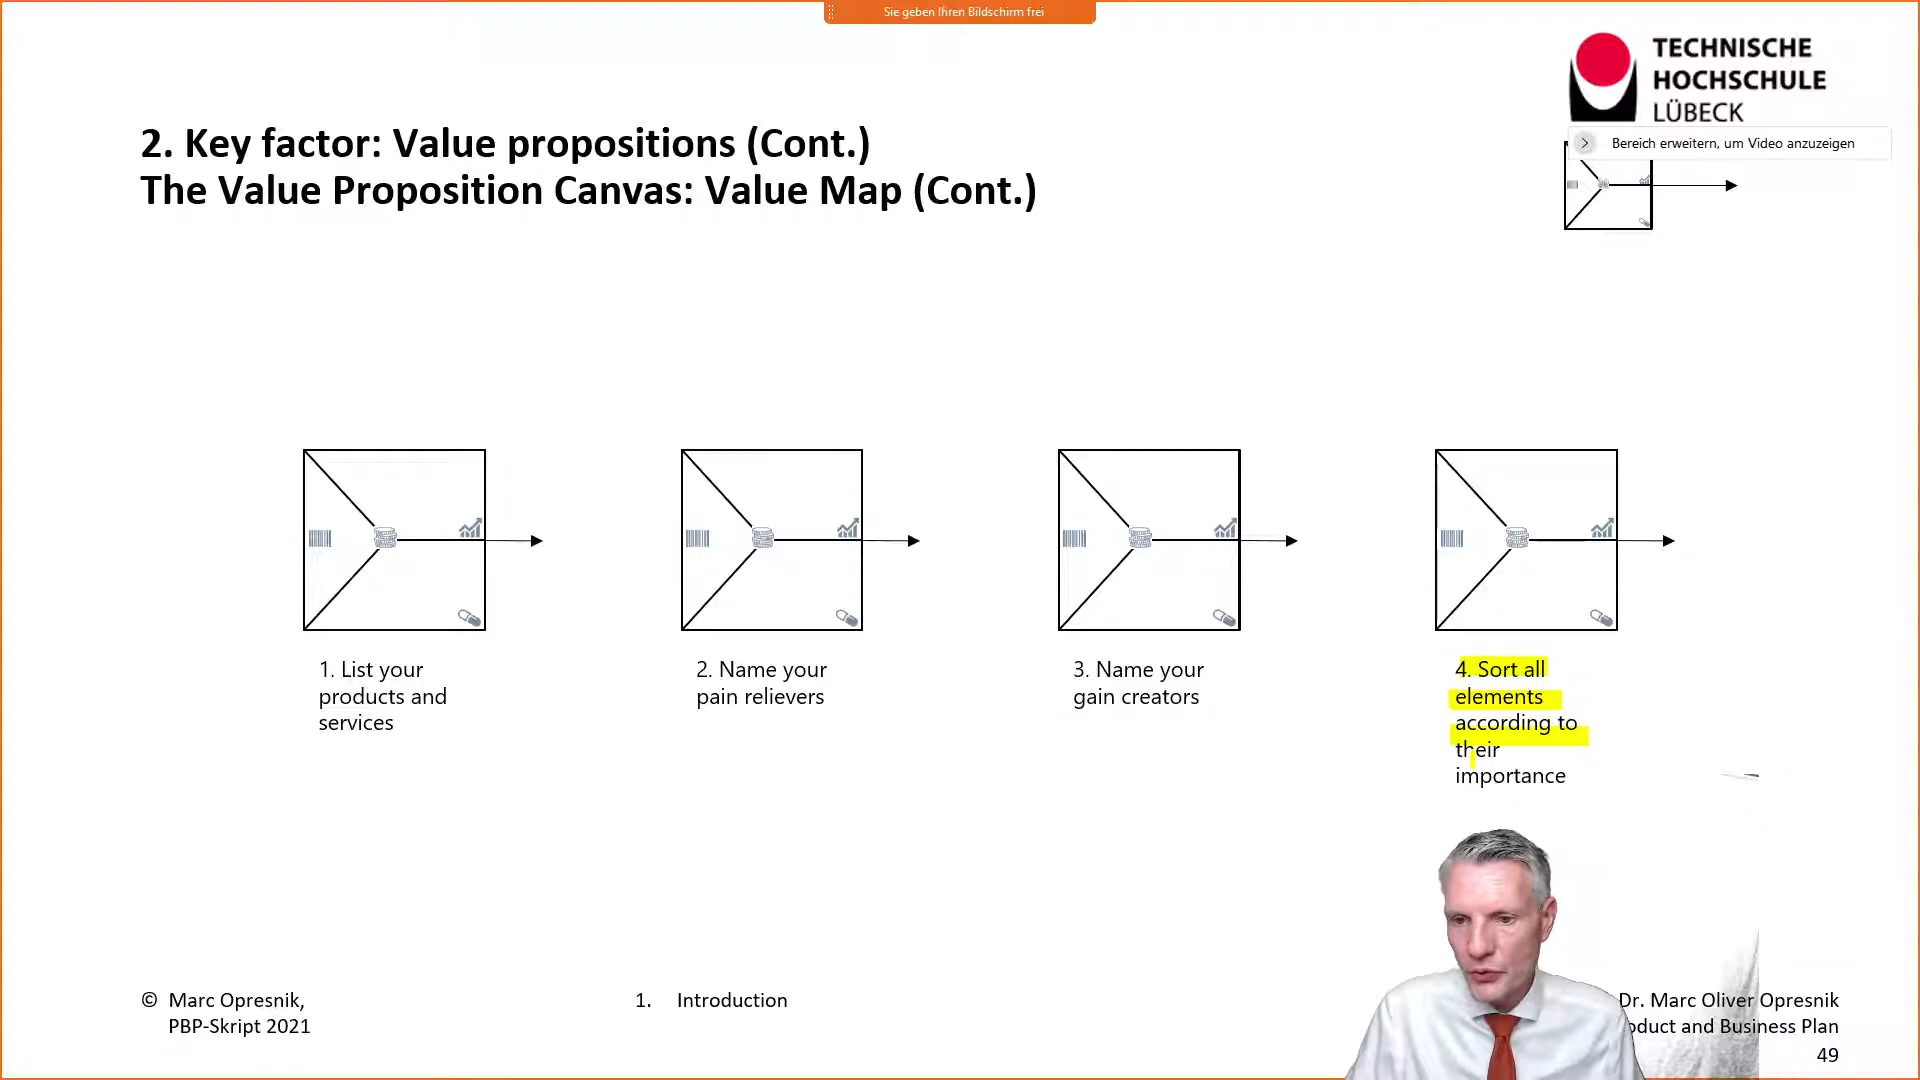 Sie geben Ihren Bildschirm frei
TECHNISCHE
HOCHSCHULE
LÜBECK
Bereich erweitern, um Video anzuzeigen
2. Key factor: Value propositions (Cont.)
The Value Proposition Canvas: Value Map (Cont.)
1. List your
products and
services
2. Name your
pain relievers
3. Name your
gain creators
4. Sort all
elements
according to
their
importance
© Marc Opresnik,
PBP-Skript 2021
1. Introduction
Dr. Marc Oliver Opresnik
and Business Plan
49